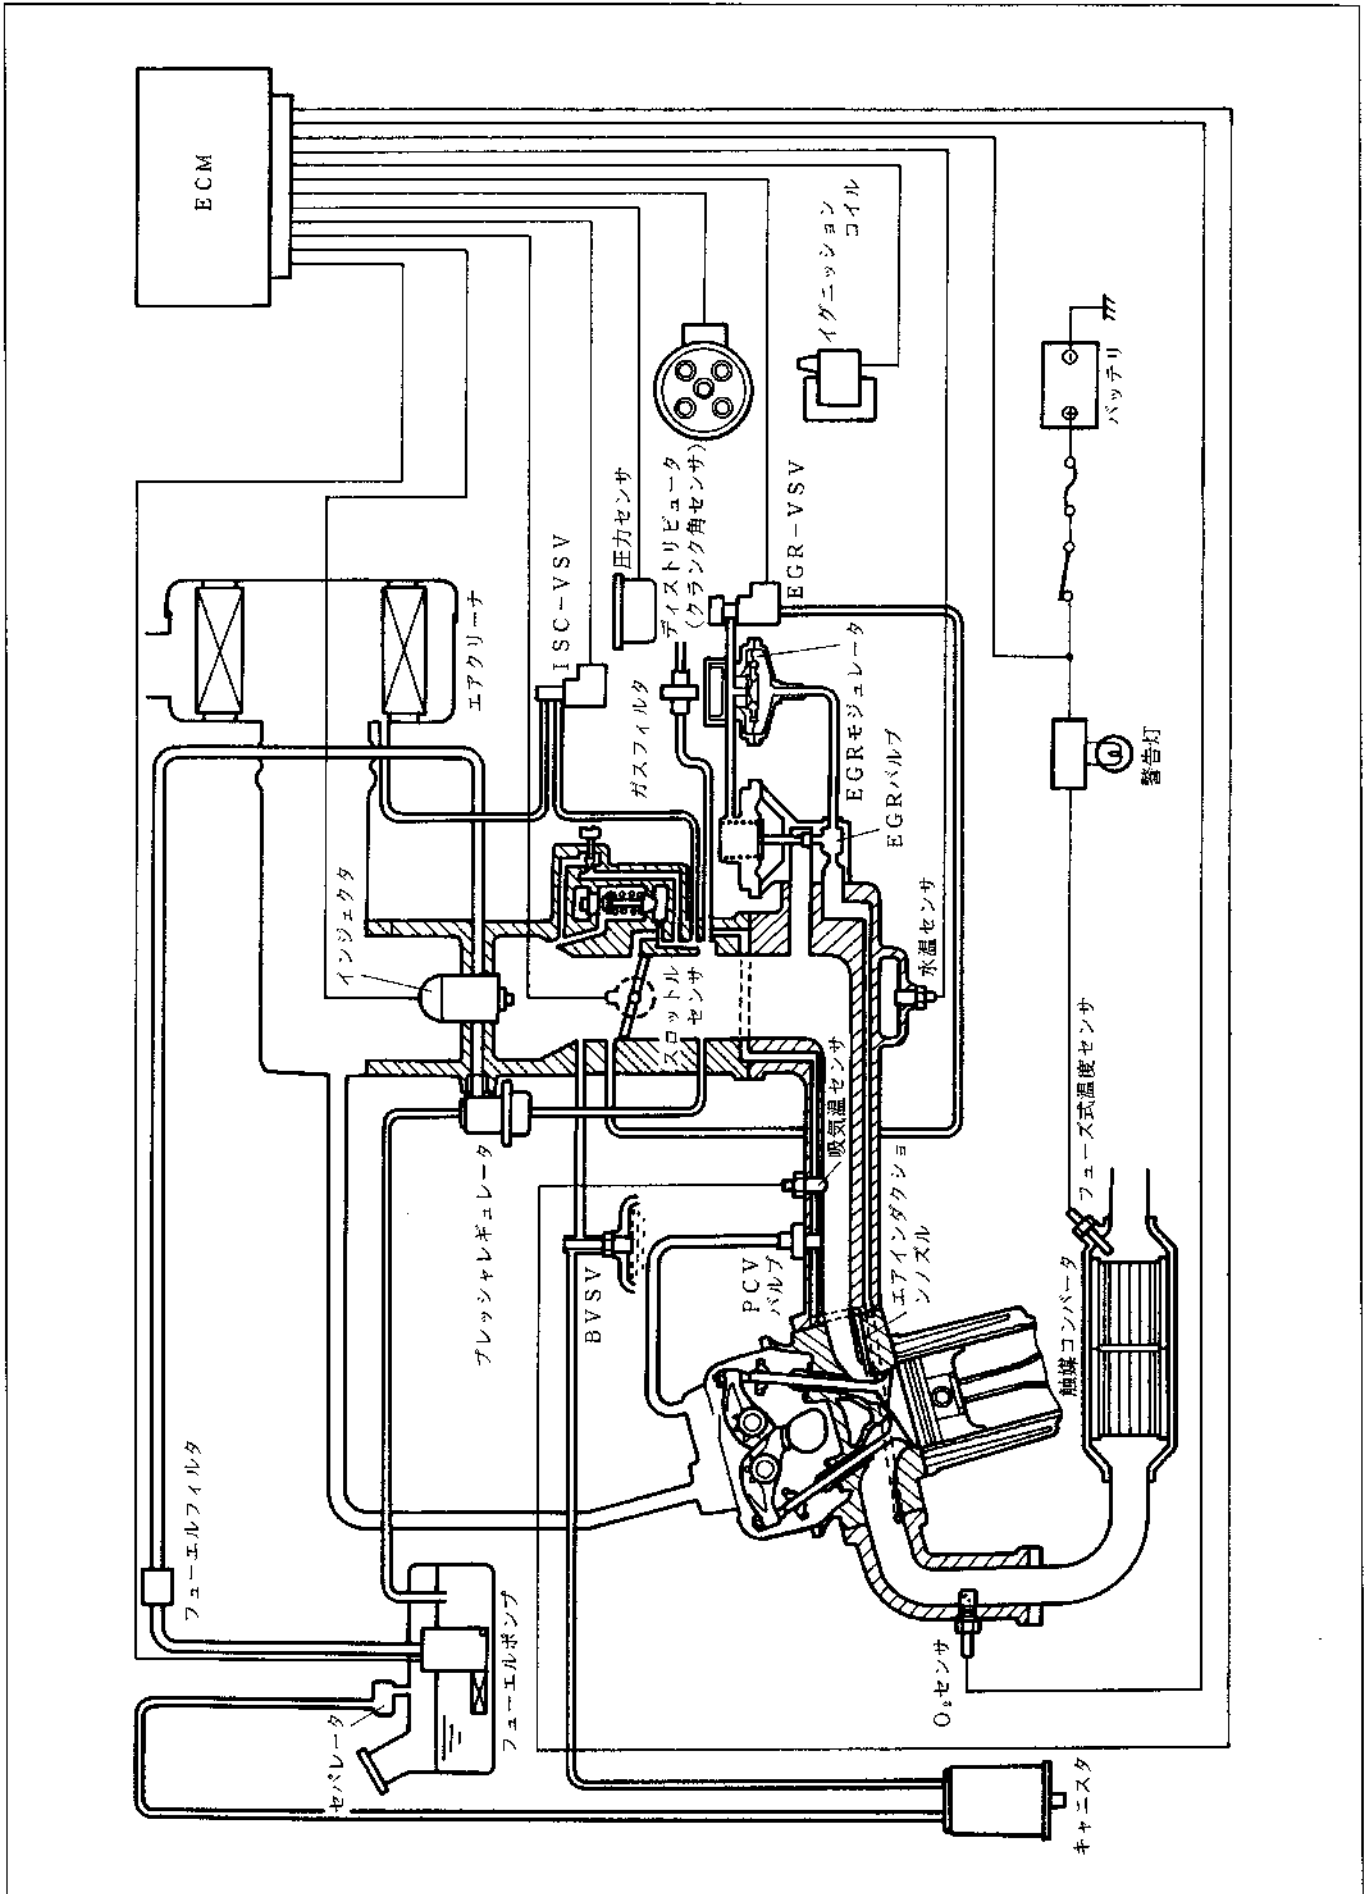 ECM
イグニッション
コイル
バッテリ
圧力センサ
ディストリビュータ
(クランク角センサ)
EGR-VSV
エアクリーナ
ISC-VSV
ガスフィルタ
EGRモジュレータ
EGRバルブ
警告灯
インジェクタ
スロットル
センサ
水温センサ
プレッシャレギュレータ
BVSV
吸気温センサ
PCV
バルブ
エアインダクショ
ンノズル
フューズ式温度センサ
触媒コンバータ
フューエルフィルタ
フューエルポンプ
セパレータ
O₂センサ
キャニスタ